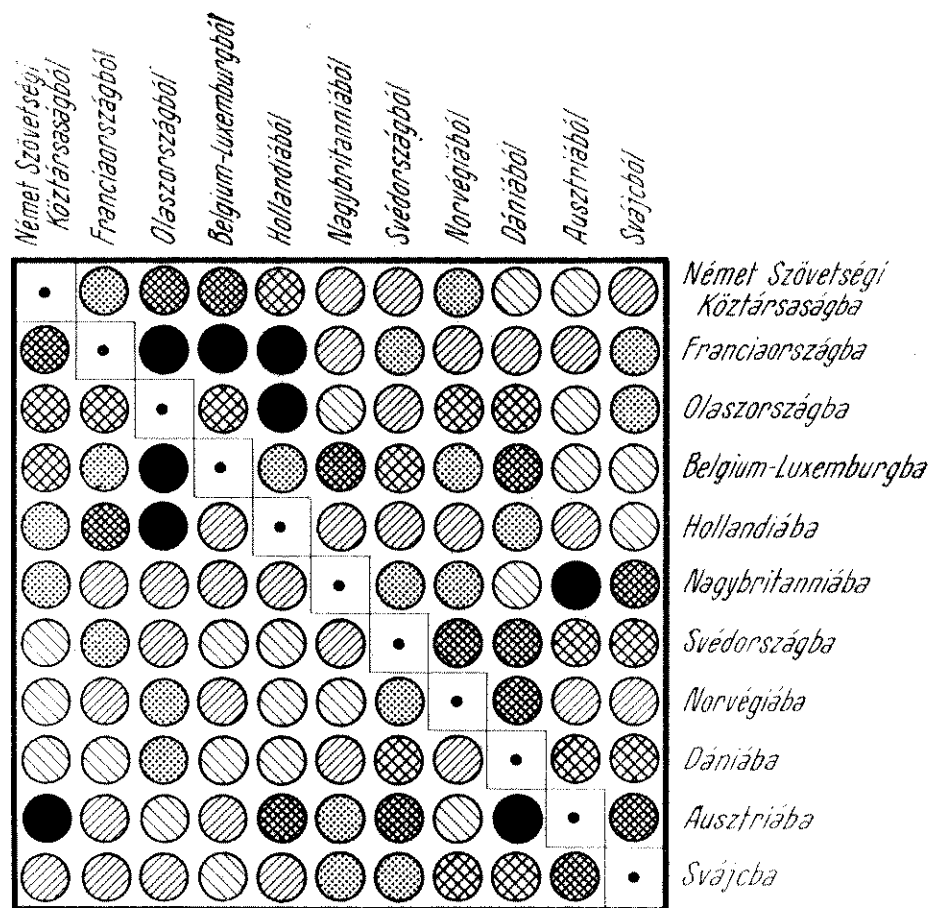 Német Szövetségi
Köztársaságból
Franciaországból
Olaszországból
Belgium-luxemburgból
Hollandiából
Nagybritanniából
Svédországból
Norvégiából
Dániából
Ausztriából
Svájcból
Német Szövetségi
Köztársaságba
Franciaországba
Olaszországba
Belgium-Luxemburgba
Hollandiába
Nagybritanniába
Svédországba
Norvégiába
Dániába
Ausztriába
Svájcba